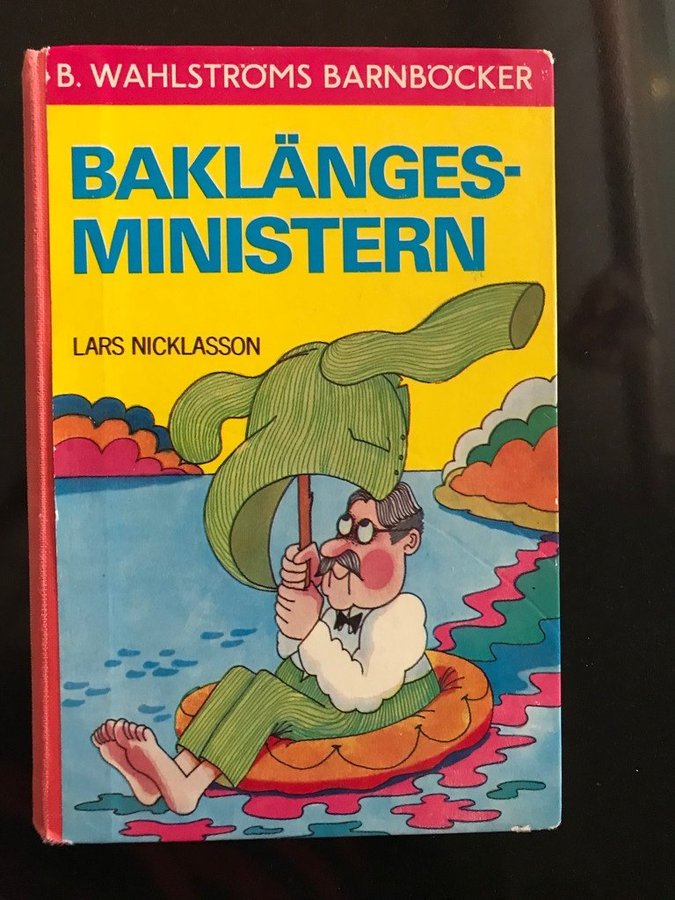 B. WAHLSTRÖMS BARNBÖCKER
BAKLÄNGES-
MINISTERN
LARS NICKLASSON